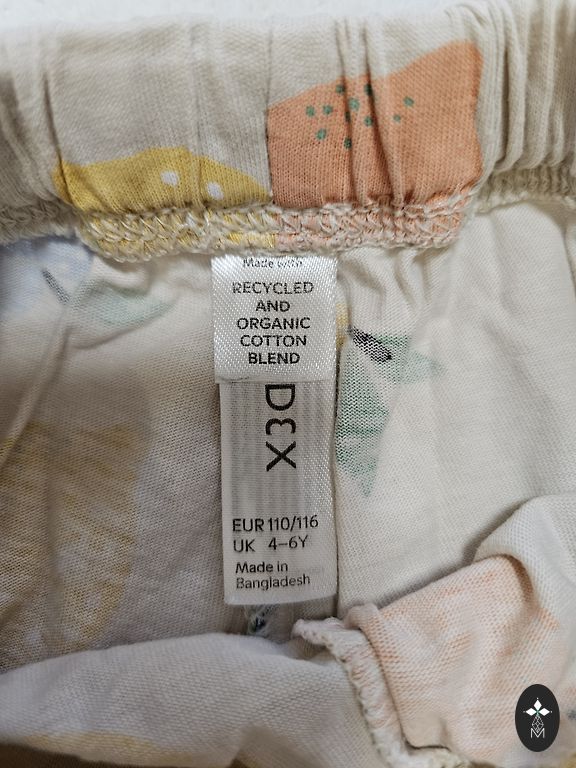 Made with
RECYCLED
AND
ORGANIC
COTTON
BLEND
DEX
EUR 110/116
UK 4-6Y
Made in
Bangladesh
M